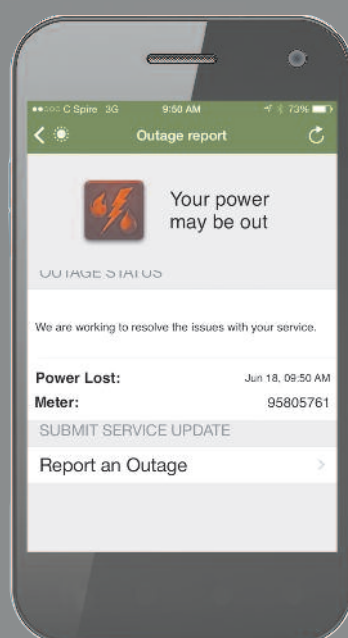 C Spire 3G 9:50 AM 73%
Outage report
Your power
may be out
OUTAGE STATUS
We are working to resolve the issues with your service.
Power Lost: Jun 18, 09:50 AM
Meter: 95805761
SUBMIT SERVICE UPDATE
Report an Outage